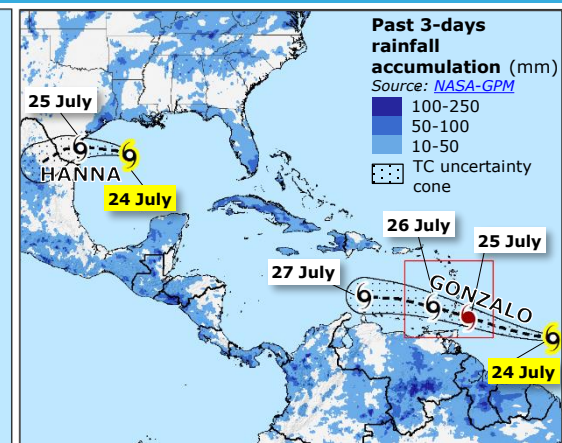 Past 3-days
rainfall
accumulation (mm)
Source: NASA-GPM
100-250
50-100
10-50
TC uncertainty
cone
25 July
HANNA
24 July
26 July
25 July
27 July
GONZALO
24 July